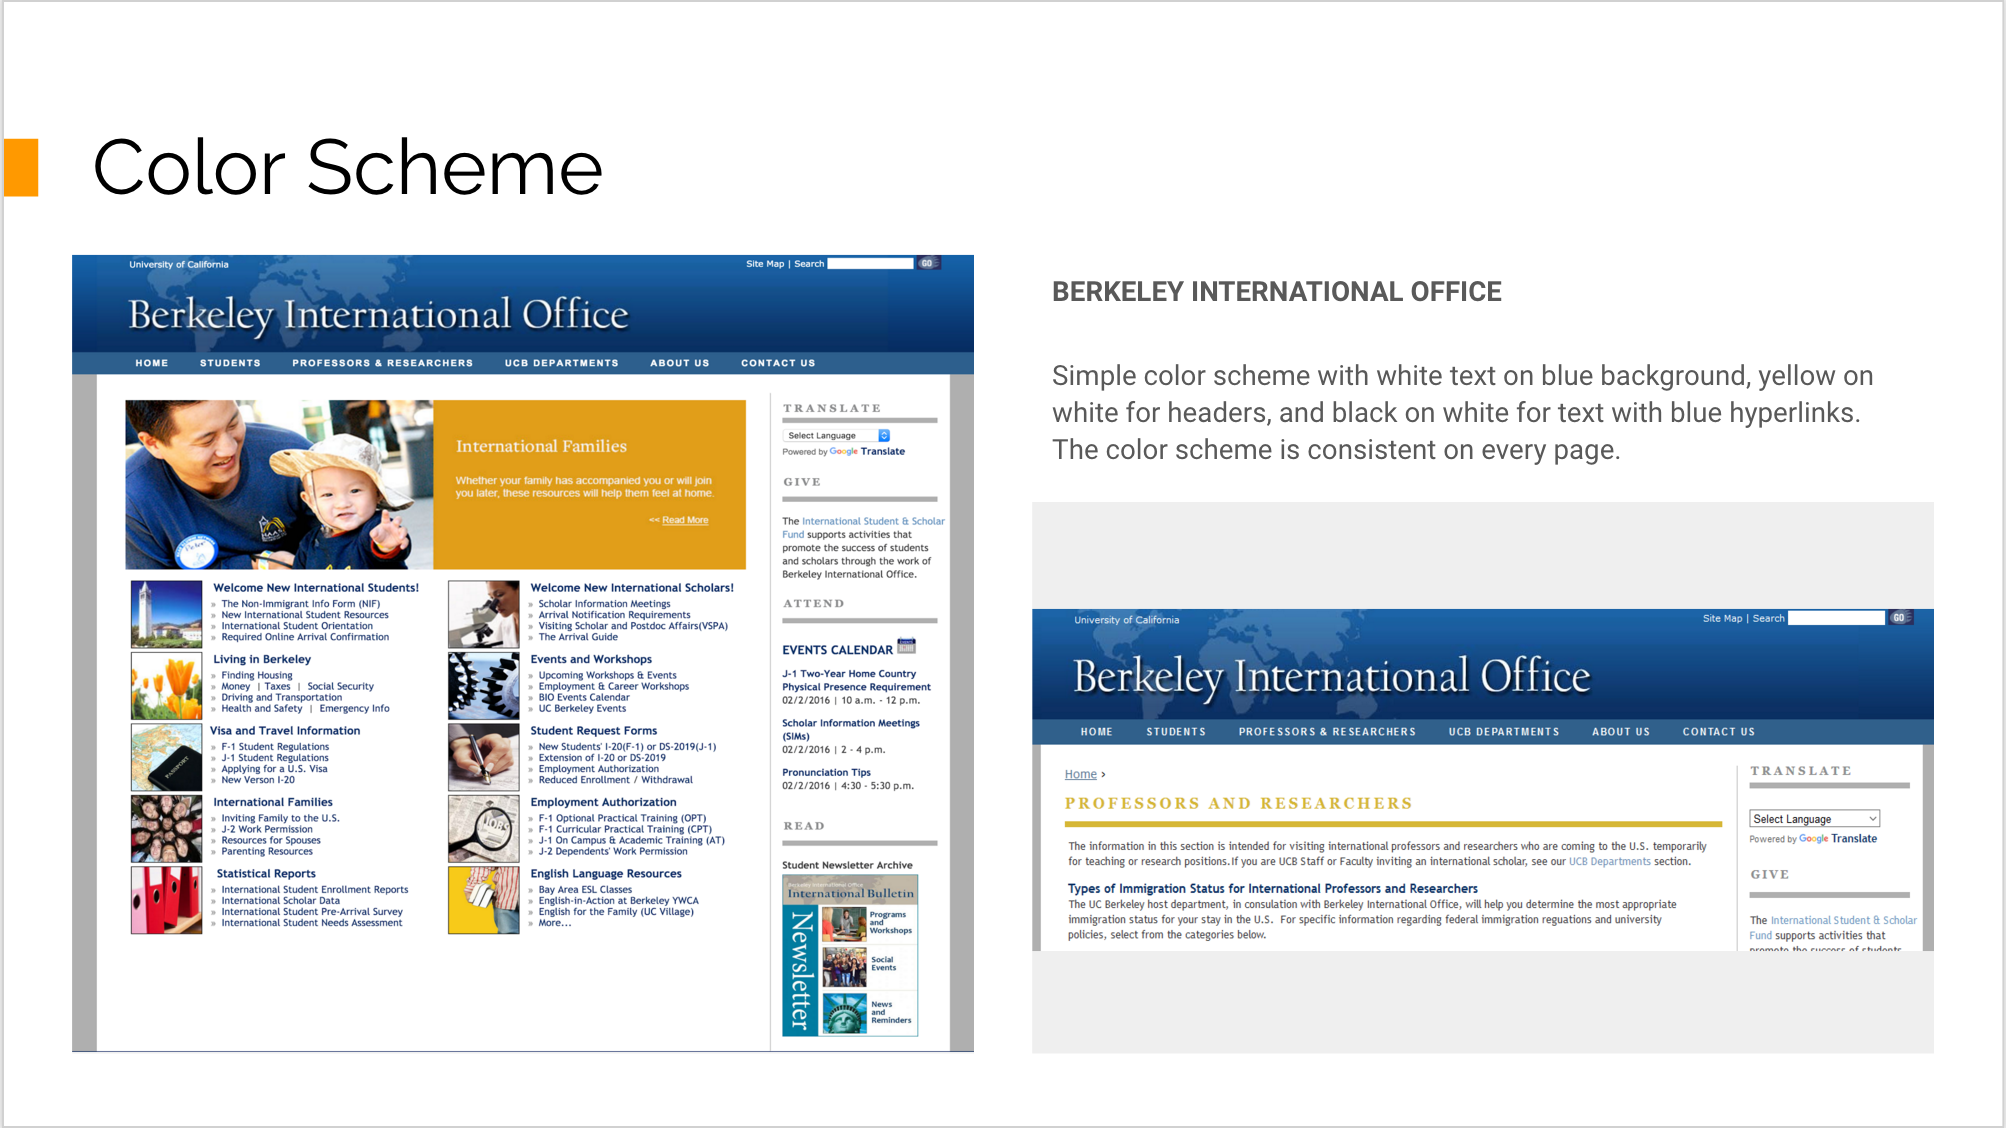 Color Scheme
University of California
Site Map | Search GO
Berkeley International Office
HOME STUDENTS PROFESSORS & RESEARCHERS UCB DEPARTMENTS ABOUT US CONTACT US
International Families
Whether your family has accompanied you or will join
you later, these resources will help them feel at home.
<< Read More
Welcome New International Students!
» The Non-Immigrant Info Form (NIF)
» New International Student Resources
» International Student Orientation
» Required Online Arrival Confirmation
Living in Berkeley
» Finding Housing
» Money | Taxes | Social Security
» Driving and Transportation
» Health and Safety | Emergency Info
Visa and Travel Information
» F-1 Student Regulations
» J-1 Student Regulations
» Applying for a U.S. Visa
» New Verson I-20
PASSPORT
International Families
» Inviting Family to the U.S.
» J-2 Work Permission
» Resources for Spouses
» Parenting Resources
Statistical Reports
» International Student Enrollment Reports
» International Scholar Data
» International Student Pre-Arrival Survey
» International Student Needs Assessment
Welcome New International Scholars!
» Scholar Information Meetings
» Arrival Notification Requirements
» Visiting Scholar and Postdoc Affairs(VSPA)
» The Arrival Guide
Events and Workshops
» Upcoming Workshops & Events
» Employment & Career Workshops
» BIO Events Calendar
» UC Berkeley Events
Student Request Forms
» New Students' I-20(F-1) or DS-2019(J-1)
» Extension of I-20 or DS-2019
» Employment Authorization
» Reduced Enrollment / Withdrawal
Employment Authorization
» F-1 Optional Practical Training (OPT)
» F-1 Curricular Practical Training (CPT)
» J-1 On Campus & Academic Training (AT)
» J-2 Dependents' Work Permission
JOBS
English Language Resources
» Bay Area ESL Classes
» English-in-Action at Berkeley YWCA
» English for the Family (UC Village)
» More...
TRANSLATE
Select Language
Powered by Google Translate
GIVE
The International Student & Scholar
Fund supports activities that
promote the success of students
and scholars through the work of
Berkeley International Office.
ATTEND
EVENTS CALENDAR
J-1 Two-Year Home Country
Physical Presence Requirement
02/2/2016 | 10 a.m. - 12 p.m.
Scholar Information Meetings
(SIMs)
02/2/2016 | 2 - 4 p.m.
Pronunciation Tips
02/2/2016 | 4:30 - 5:30 p.m.
READ
Student Newsletter Archive
Berkeley International Office
International Bulletin
Newsletter
Programs
and
Workshops
Social
Events
News
and
Reminders
BERKELEY INTERNATIONAL OFFICE
Simple color scheme with white text on blue background, yellow on
white for headers, and black on white for text with blue hyperlinks.
The color scheme is consistent on every page.
University of California
Site Map | Search GO
Berkeley International Office
HOME STUDENTS PROFESSORS & RESEARCHERS UCB DEPARTMENTS ABOUT US CONTACT US
Home ›
PROFESSORS AND RESEARCHERS
The information in this section is intended for visiting international professors and researchers who are coming to the U.S. temporarily
for teaching or research positions.If you are UCB Staff or Faculty inviting an international scholar, see our UCB Departments section.
Types of Immigration Status for International Professors and Researchers
The UC Berkeley host department, in consulation with Berkeley International Office, will help you determine the most appropriate
immigration status for your stay in the U.S. For specific information regarding federal immigration reguations and university
policies, select from the categories below.
TRANSLATE
Select Language
Powered by Google Translate
GIVE
The International Student & Scholar
Fund supports activities that
promote the success of students